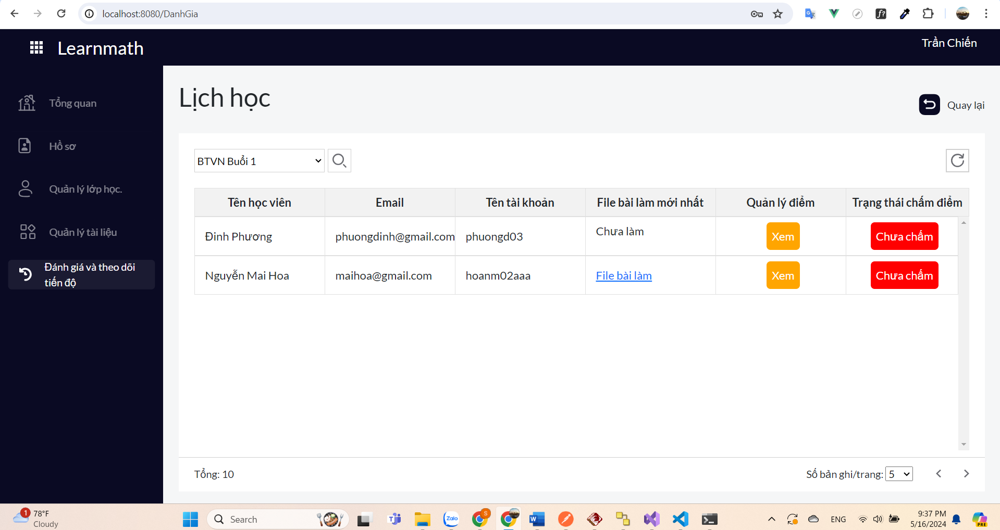 localhost:8080/DanhGia
Learnmath
Trần Chiến
Tổng quan
Hồ sơ
Quản lý lớp học.
Quản lý tài liệu
Đánh giá và theo dõi
tiến độ
Lịch học
Quay lại
BTVN Buổi 1
Tên học viên Email Tên tài khoản File bài làm mới nhất Quản lý điểm Trạng thái chấm điểm
Đinh Phương phuongdinh@gmail.com phuongd03 Chưa làm Xem Chưa chấm
Nguyễn Mai Hoa maihoa@gmail.com hoanm02aaa File bài làm Xem Chưa chấm
Tổng: 10
Số bản ghi/trang: 5
1
78°F
Cloudy
Search
Zalo
S
PRE
ENG
9:37 PM
5/16/2024